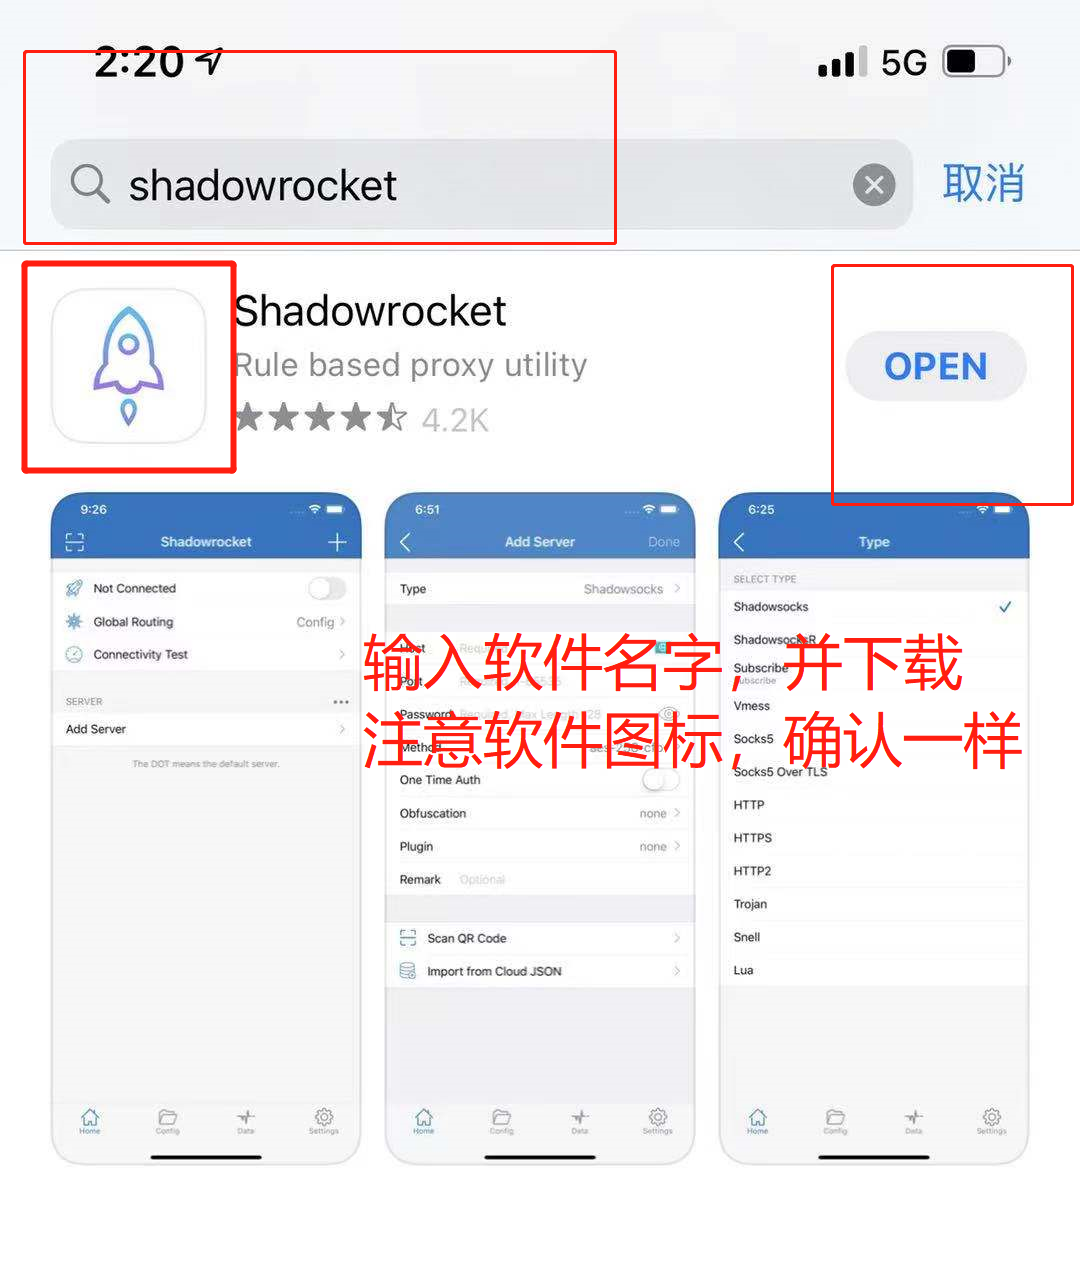 2:20
5G
shadowrocket
取消
Shadowrocket
Rule based proxy utility
4.2K
OPEN
9:26
Shadowrocket
Not Connected
Global Routing
Config
Connectivity Test
SERVER
Add Server
The DOT means the default server.
Home
Config
Data
Settings
6:51
Add Server
Done
Type
Shadowsocks
Port
Password
Method
One Time Auth
Obfuscation
none
Plugin
none
Remark
Optional
Scan QR Code
Import from Cloud JSON
Home
Config
Data
Settings
6:25
Type
SELECT TYPE
Shadowsocks
ShadowsocksR
Subscribe
Subscribe
Vmess
Socks5
Socks5 Over TLS
HTTP
HTTPS
HTTP2
Trojan
Snell
Lua
Home
Config
Data
Settings
输入软件名字，并下载
注意软件图标，确认一样